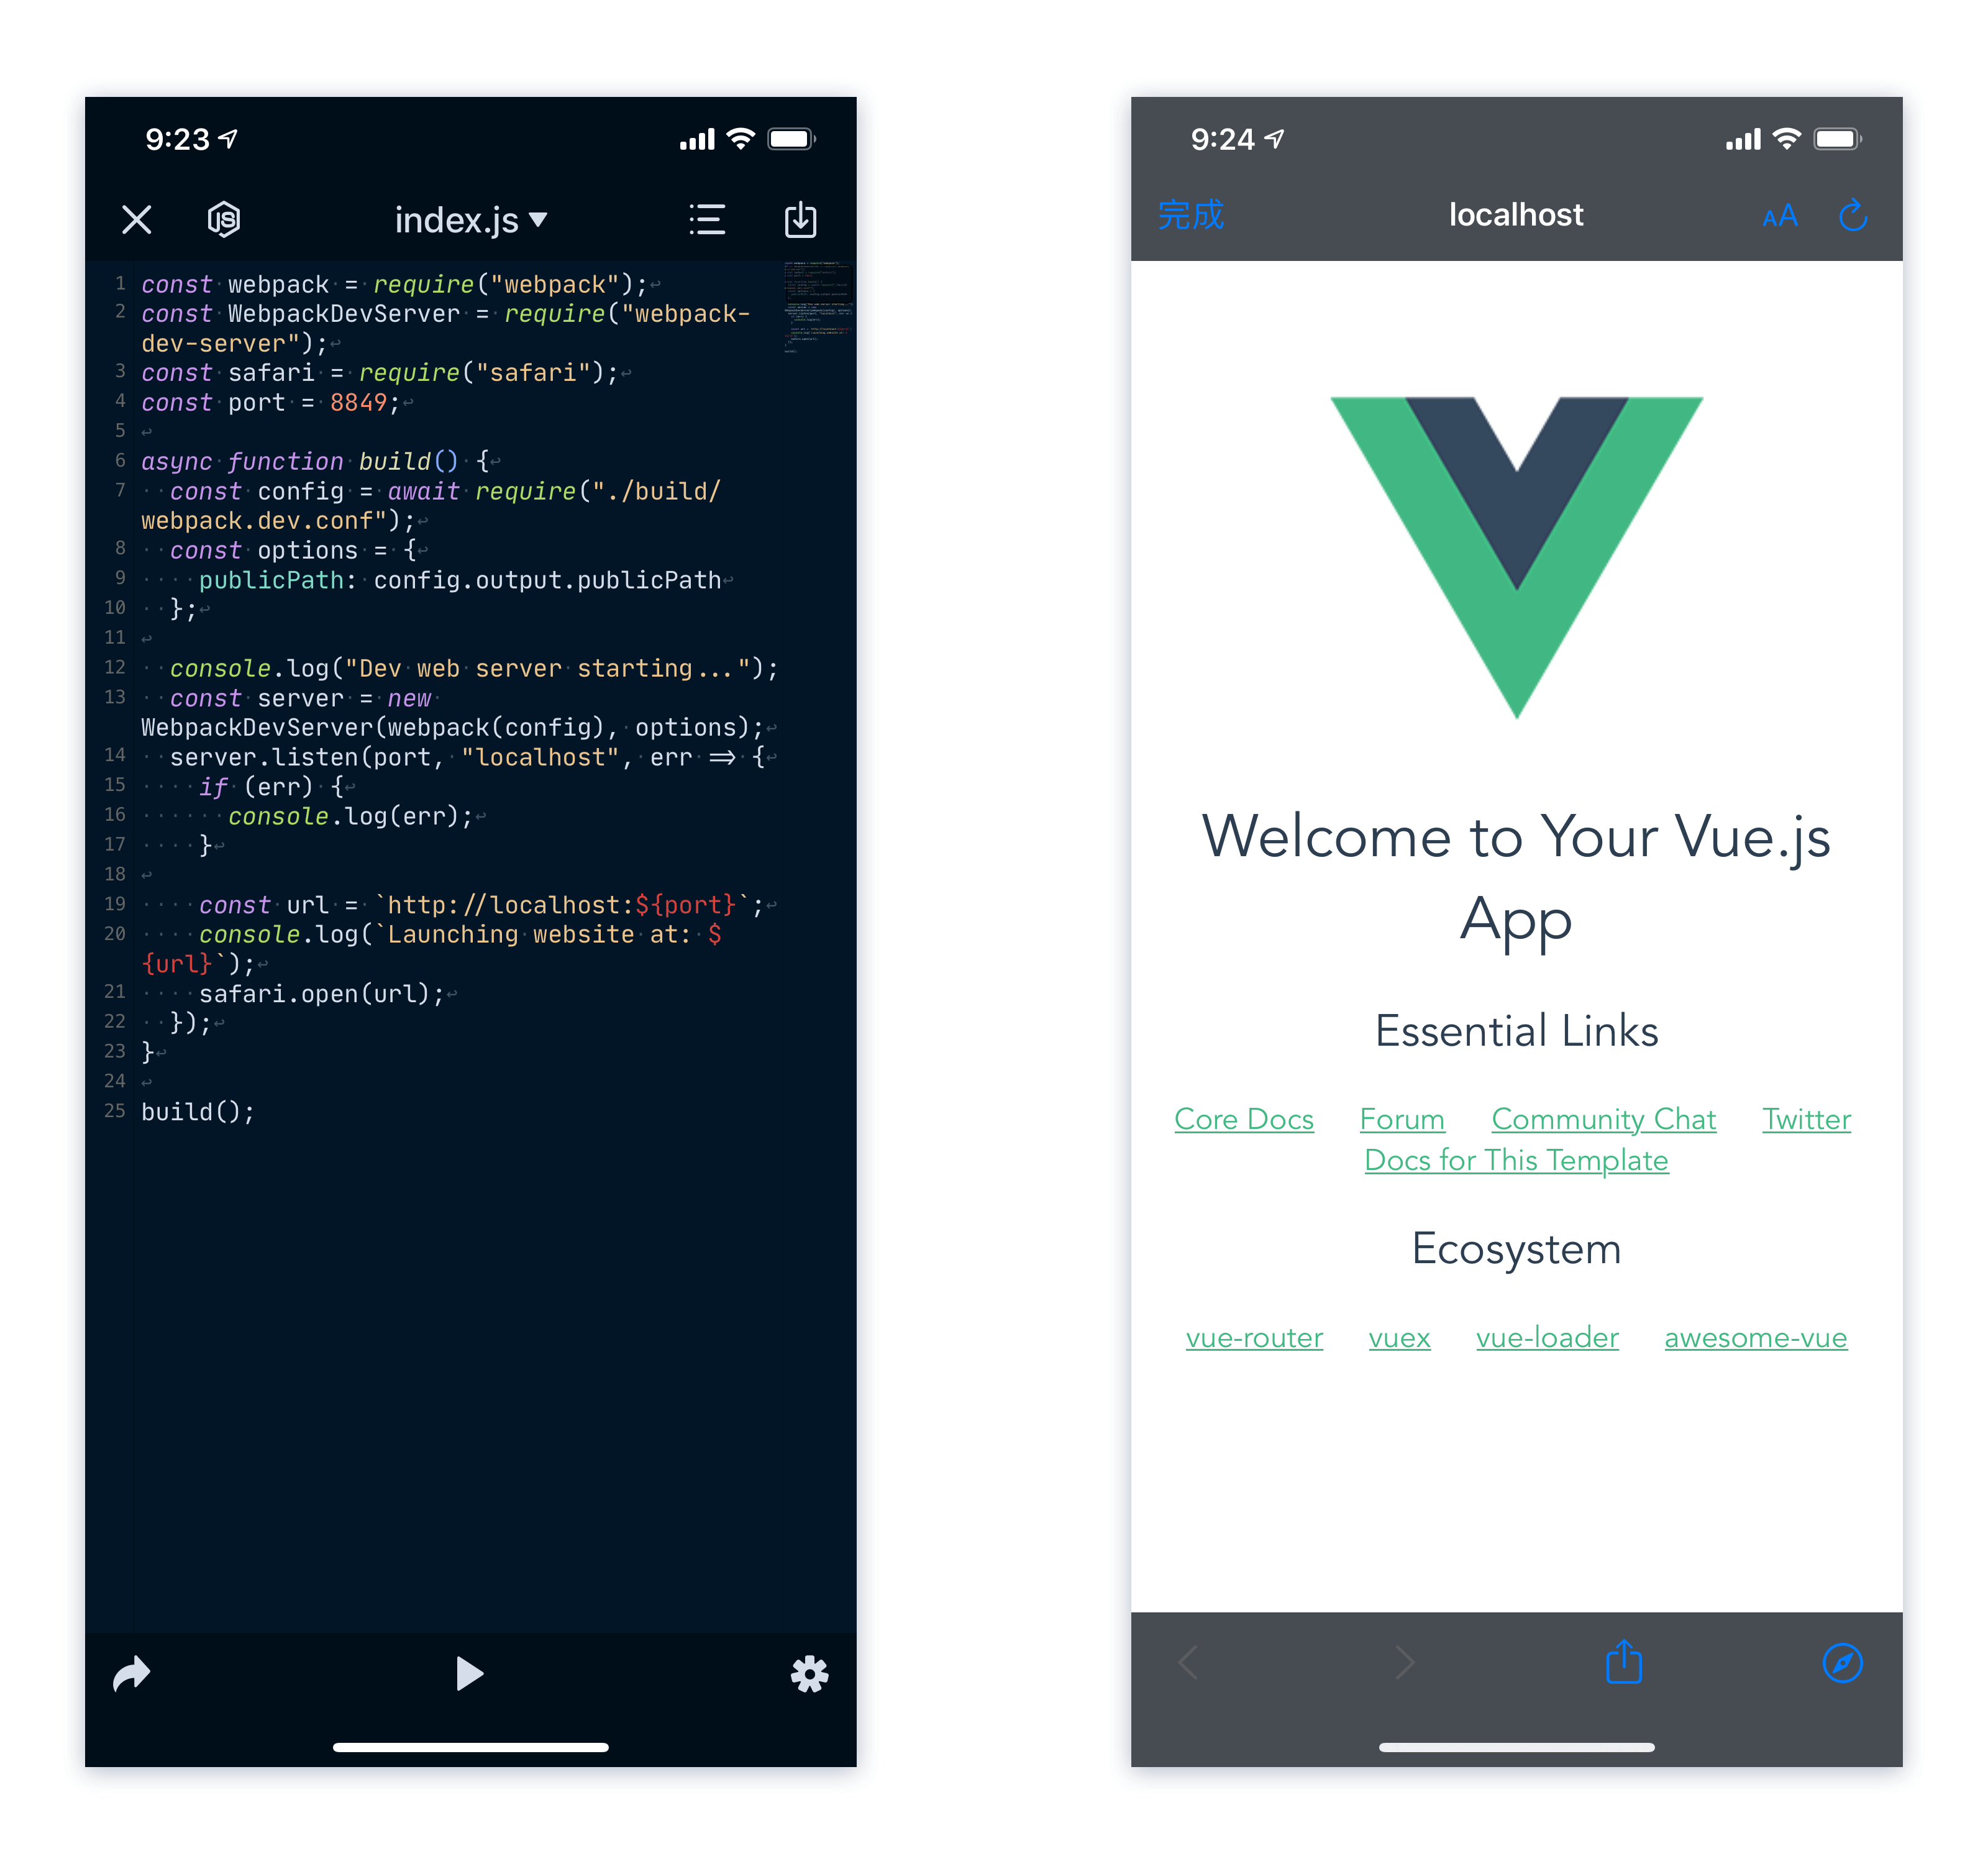 9:23
index.js
1 const webpack = require("webpack");
2 const WebpackDevServer = require("webpack-
dev-server");
3 const safari = require("safari");
4 const port = 8849;
5
6 async function build() {
7 const config = await require("./build/
webpack.dev.conf");
8 const options = {
9 publicPath: config.output.publicPath
10 };
11
12 console.log("Dev web server starting...");
13 const server = new
WebpackDevServer(webpack(config), options);
14 server.listen(port, "localhost", err => {
15 if (err) {
16 console.log(err);
17 }
18
19 const url = `http://localhost:${port}`;
20 console.log(`Launching website at: $
{url}`);
21 safari.open(url);
22 });
23 }
24
25 build();
9:24
完成 localhost AA
Welcome to Your Vue.js
App
Essential Links
Core Docs Forum Community Chat Twitter
Docs for This Template
Ecosystem
vue-router vuex vue-loader awesome-vue